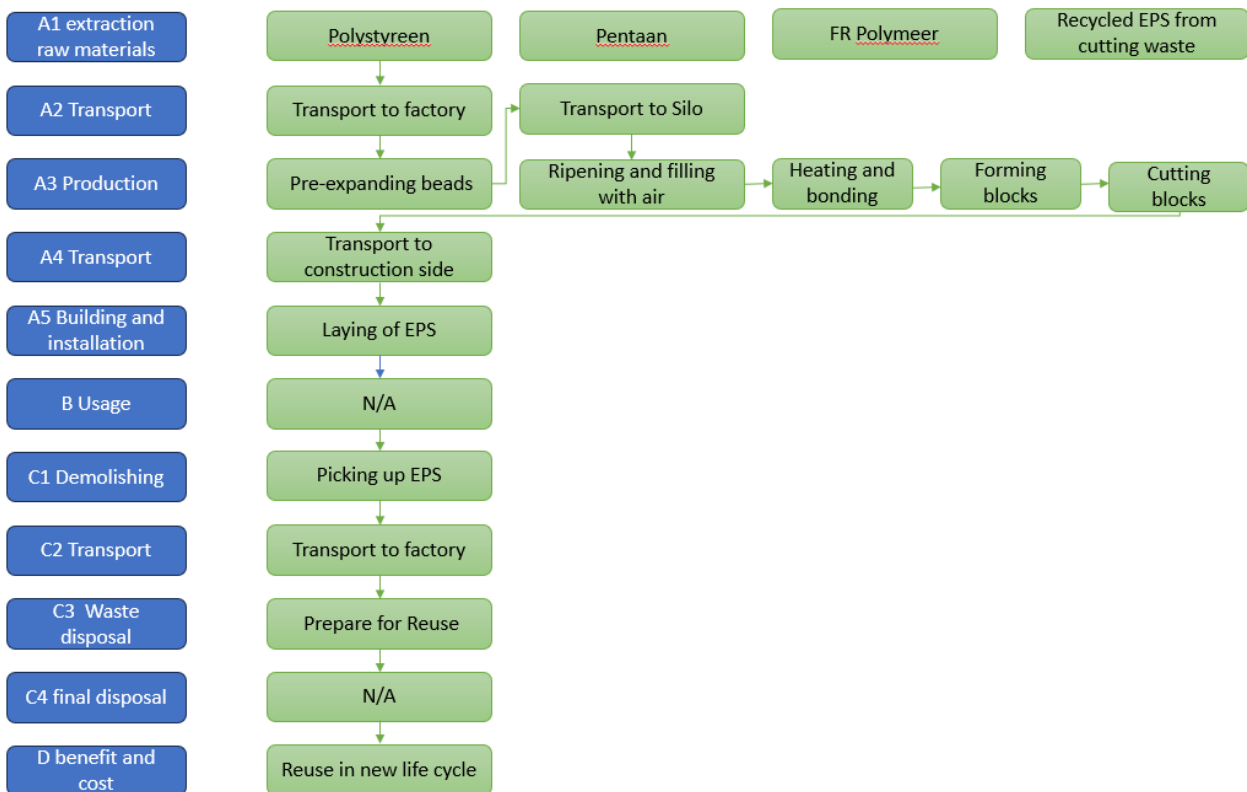 A1 extraction
raw materials
Polystyreen
Pentaan
FR Polymeer
Recycled EPS from
cutting waste
A2 Transport
Transport to factory
Transport to Silo
A3 Production
Pre-expanding beads
Ripening and filling
with air
Heating and
bonding
Forming
blocks
Cutting
blocks
A4 Transport
Transport to
construction side
A5 Building and
installation
Laying of EPS
B Usage
N/A
C1 Demolishing
Picking up EPS
C2 Transport
Transport to factory
C3 Waste
disposal
Prepare for Reuse
C4 final disposal
N/A
D benefit and
cost
Reuse in new life cycle